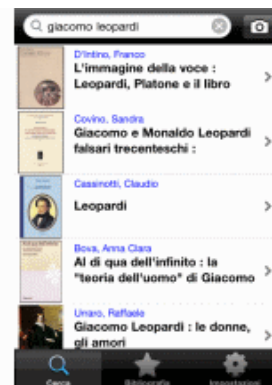 giacomo leopardi
D'Intino, Franco
L'immagine della voce :
Leopardi, Platone e il libro
Covino, Sandra
Giacomo e Monaldo Leopardi
falsari trecenteschi :
Cassinotti, Claudio
Leopardi
Bova, Anna Clara
Al di qua dell'infinito : la
"teoria dell'uomo" di Giacomo
Urraro, Raffaele
Giacomo Leopardi : le donne,
gli amori
Cerca
Bibliografia
Impostazioni